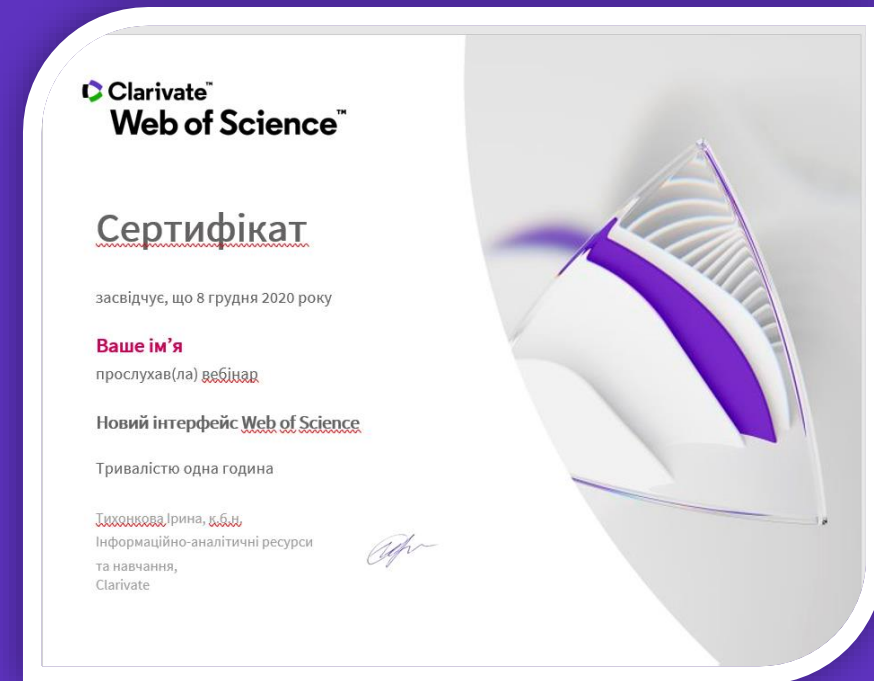 Clarivate™
Web of Science™
Сертифікат
засвідчує, що 8 грудня 2020 року
Ваше ім’я
прослухав(ла) вебінар
Новий інтерфейс Web of Science
Тривалістю одна година
Тихонкова Ірина, к.б.н,
Інформаційно-аналітичні ресурси
та навчання,
Clarivate